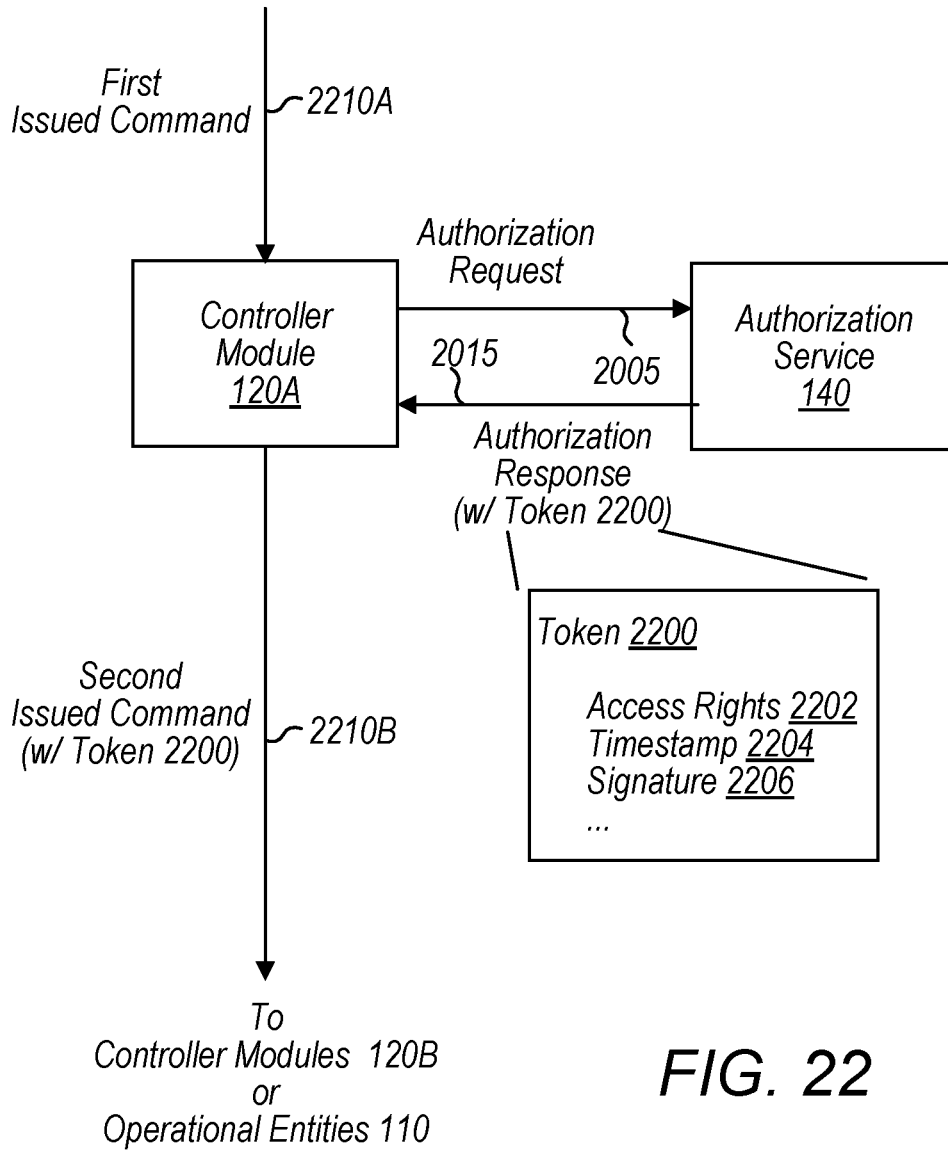 First
Issued Command
2210A
Authorization
Request
Controller
Module
120A
Authorization
Service
140
2015
2005
Authorization
Response
(w/ Token 2200)
Token 2200
Access Rights 2202
Timestamp 2204
Signature 2206
...
Second
Issued Command
(w/ Token 2200)
2210B
To
Controller Modules 120B
or
Operational Entities 110
FIG. 22